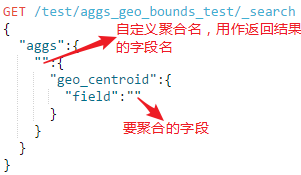 GET /test/aggs_geo_bounds_test/_search
{
自定义聚合名，用作返回结果
的字段名
"aggs":{
"":{
"geo_centroid":{
"field":""
}
要聚合的字段
}
}
}